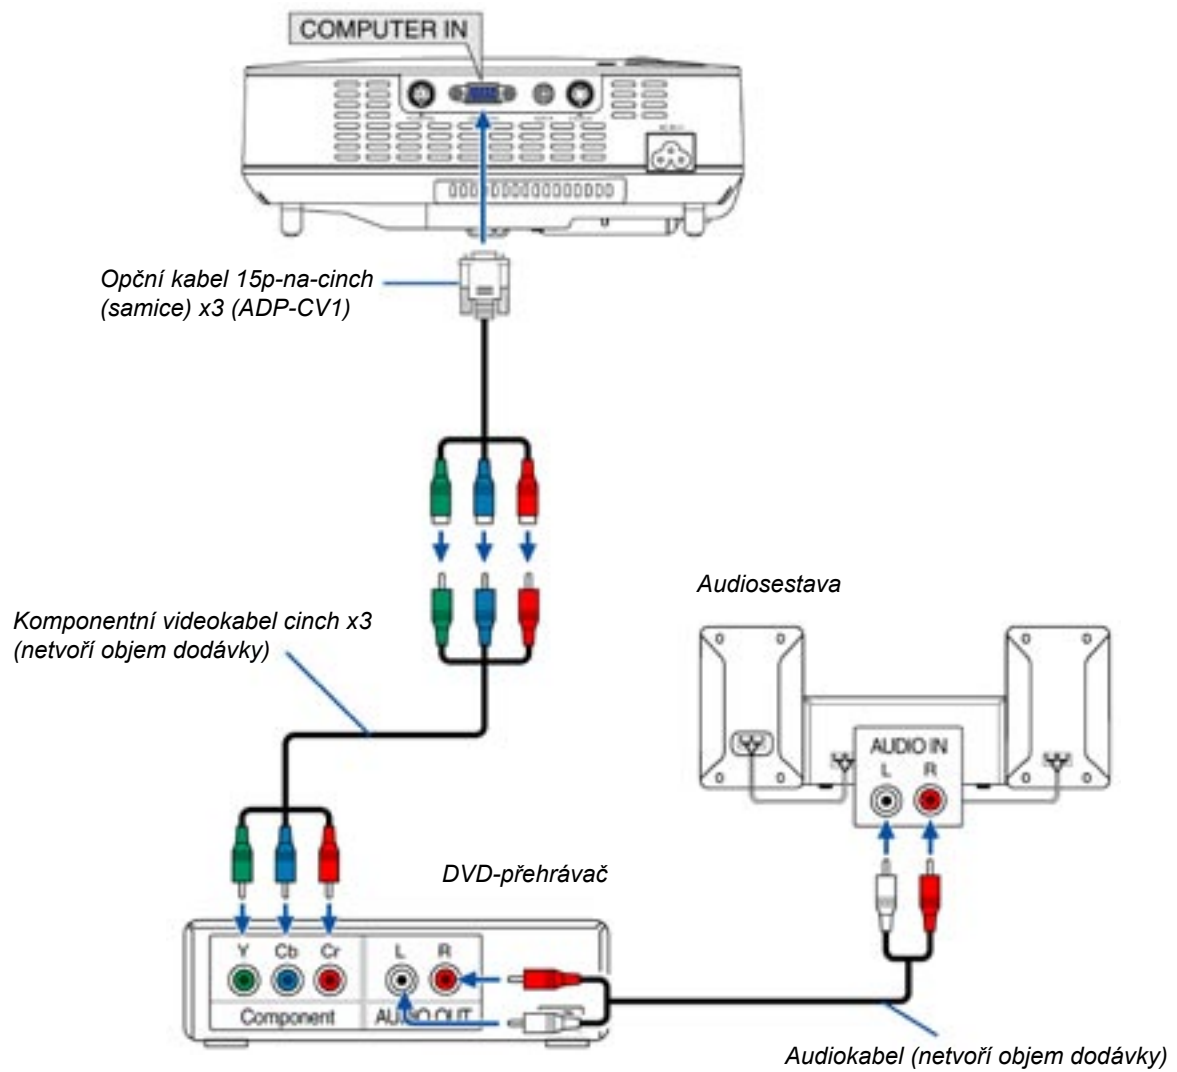 COMPUTER IN
Opční kabel 15p-na-cinch
(samice) x3 (ADP-CV1)
Audiosestava
Komponentní videokabel cinch x3
(netvoří objem dodávky)
AUDIO IN
L R
DVD-přehrávač
Y Cb Cr L R
Component AUDIO OUT
Audiokabel (netvoří objem dodávky)